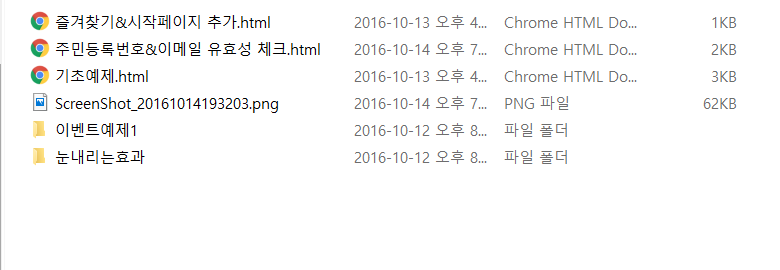 즐겨찾기&시작페이지 추가.html 2016-10-13 오후 4... Chrome HTML Do... 1KB
주민등록번호&이메일 유효성 체크.html 2016-10-14 오후 7... Chrome HTML Do... 2KB
기초예제.html 2016-10-13 오후 4... Chrome HTML Do... 3KB
ScreenShot_20161014193203.png 2016-10-14 오후 7... PNG 파일 62KB
이벤트예제1 2016-10-12 오후 8... 파일 폴더
눈내리는효과 2016-10-12 오후 8... 파일 폴더